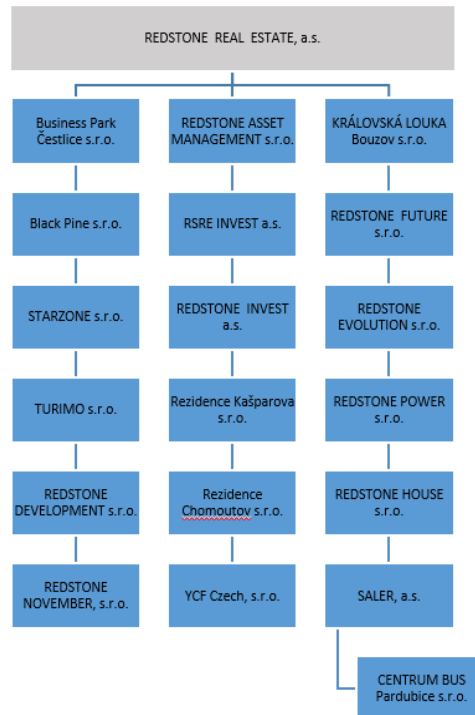 REDSTONE REAL ESTATE, a.s.
Business Park
Čestlice s.r.o.
REDSTONE ASSET
MANAGEMENT s.r.o.
KRÁLOVSKÁ LOUKA
Bouzov s.r.o.
Black Pine s.r.o.
RSRE INVEST a.s.
REDSTONE FUTURE
s.r.o.
STARZONE s.r.o.
REDSTONE INVEST
a.s.
REDSTONE
EVOLUTION s.r.o.
TURIMO s.r.o.
Rezidence Kašparova
s.r.o.
REDSTONE POWER
s.r.o.
REDSTONE
DEVELOPMENT s.r.o.
Rezidence
Chomoutov s.r.o.
REDSTONE HOUSE
s.r.o.
REDSTONE
NOVEMBER, s.r.o.
YCF Czech, s.r.o.
SALER, a.s.
CENTRUM BUS
Pardubice s.r.o.